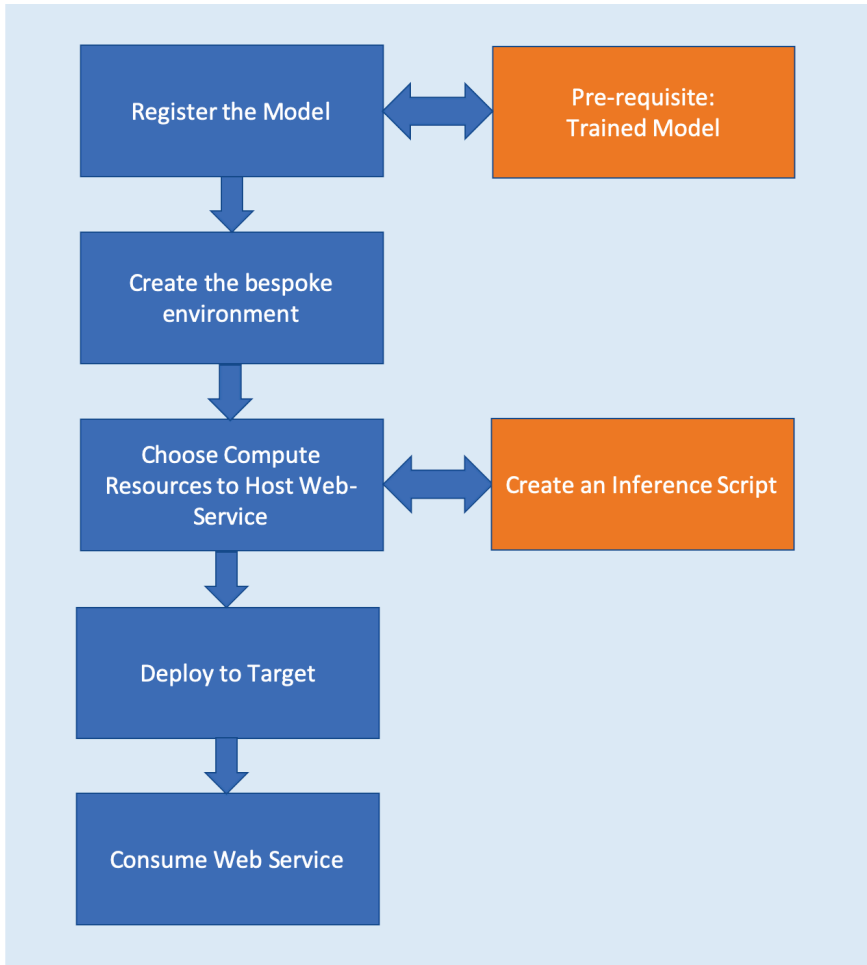 Register the Model
Pre-requisite:
Trained Model
Create the bespoke
environment
Choose Compute
Resources to Host Web-
Service
Create an Inference Script
Deploy to Target
Consume Web Service